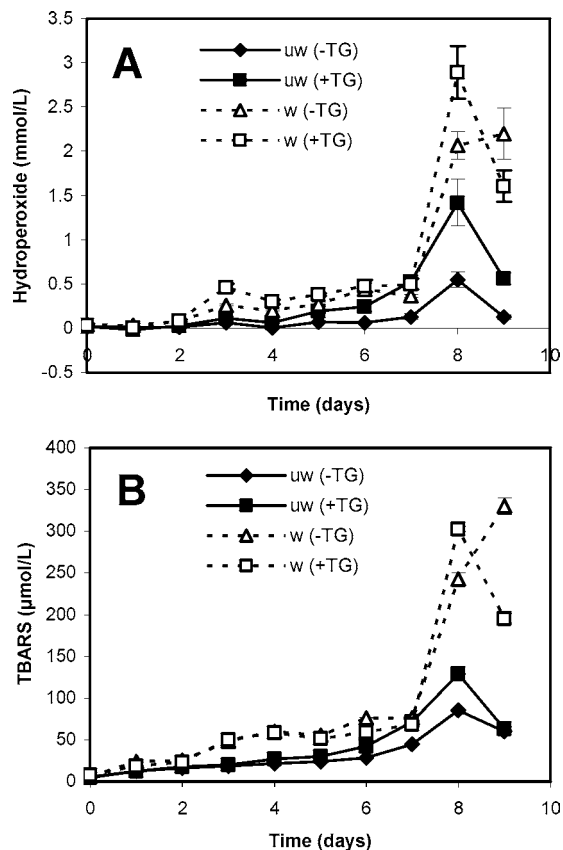 A
uw (-TG)
uw (+TG)
w (-TG)
w (+TG)
Hydroperoxide (mmol/L)
3.5
3
2.5
2
1.5
1
0.5
0
-0.5
0 2 4 6 8 10
Time (days)
B
uw (-TG)
uw (+TG)
w (-TG)
w (+TG)
TBARS (µmol/L)
400
350
300
250
200
150
100
50
0
0 2 4 6 8 10
Time (days)